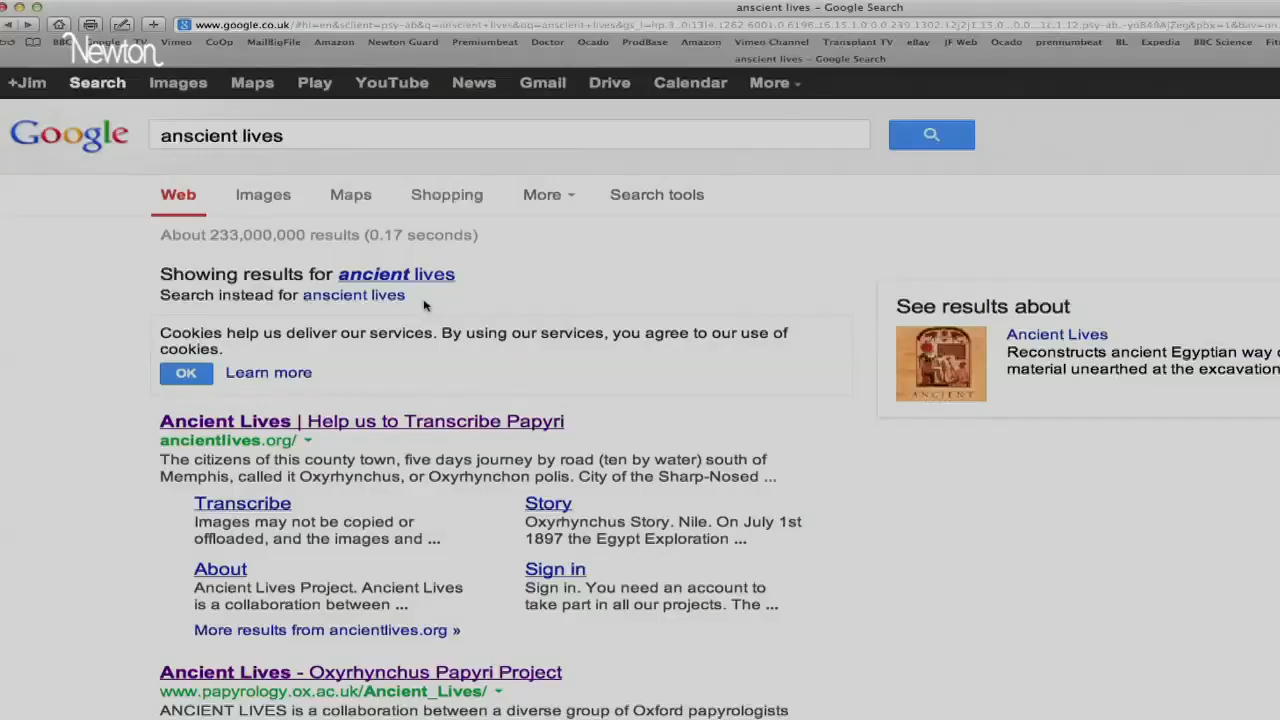 anscient lives – Google Search
www.google.co.uk
Newton
Vimeo CoOp MailBigFile Amazon Newton Guard Premiumbeat Doctor Ocado ProdBase Amazon Vimeo Channel Transplant TV eBay JF Web Ocado premiumbeat BL Expedia BBC Science
anscient lives – Google Search
+Jim Search Images Maps Play YouTube News Gmail Drive Calendar More
Google
anscient lives
Web Images Maps Shopping More Search tools
About 233,000,000 results (0.17 seconds)
Showing results for ancient lives
Search instead for anscient lives
Cookies help us deliver our services. By using our services, you agree to our use of
cookies.
OK Learn more
See results about
Ancient Lives
Reconstructs ancient Egyptian way
material unearthed at the excavation
ANCIENT
Ancient Lives | Help us to Transcribe Papyri
ancientlives.org/
The citizens of this county town, five days journey by road (ten by water) south of
Memphis, called it Oxyrhynchus, or Oxyrhynchon polis. City of the Sharp-Nosed ...
Transcribe
Images may not be copied or
offloaded, and the images and ...
Story
Oxyrhynchus Story. Nile. On July 1st
1897 the Egypt Exploration ...
About
Ancient Lives Project. Ancient Lives
is a collaboration between ...
Sign in
Sign in. You need an account to
take part in all our projects. The ...
More results from ancientlives.org »
Ancient Lives - Oxyrhynchus Papyri Project
www.papyrology.ox.ac.uk/Ancient_Lives/
ANCIENT LIVES is a collaboration between a diverse group of Oxford papyrologists